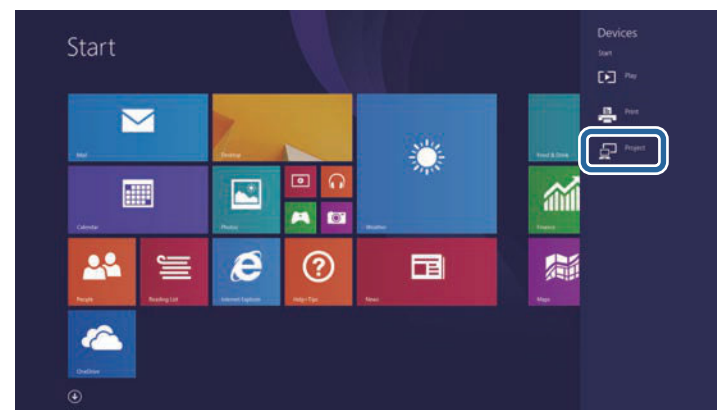 Start
Devices
Start
Play
Print
Project
Mail
Desktop
Food & Drink
Calendar
Photos
Weather
Finance
People
Reading List
Internet Explorer
Help+Tips
News
Maps
OneDrive